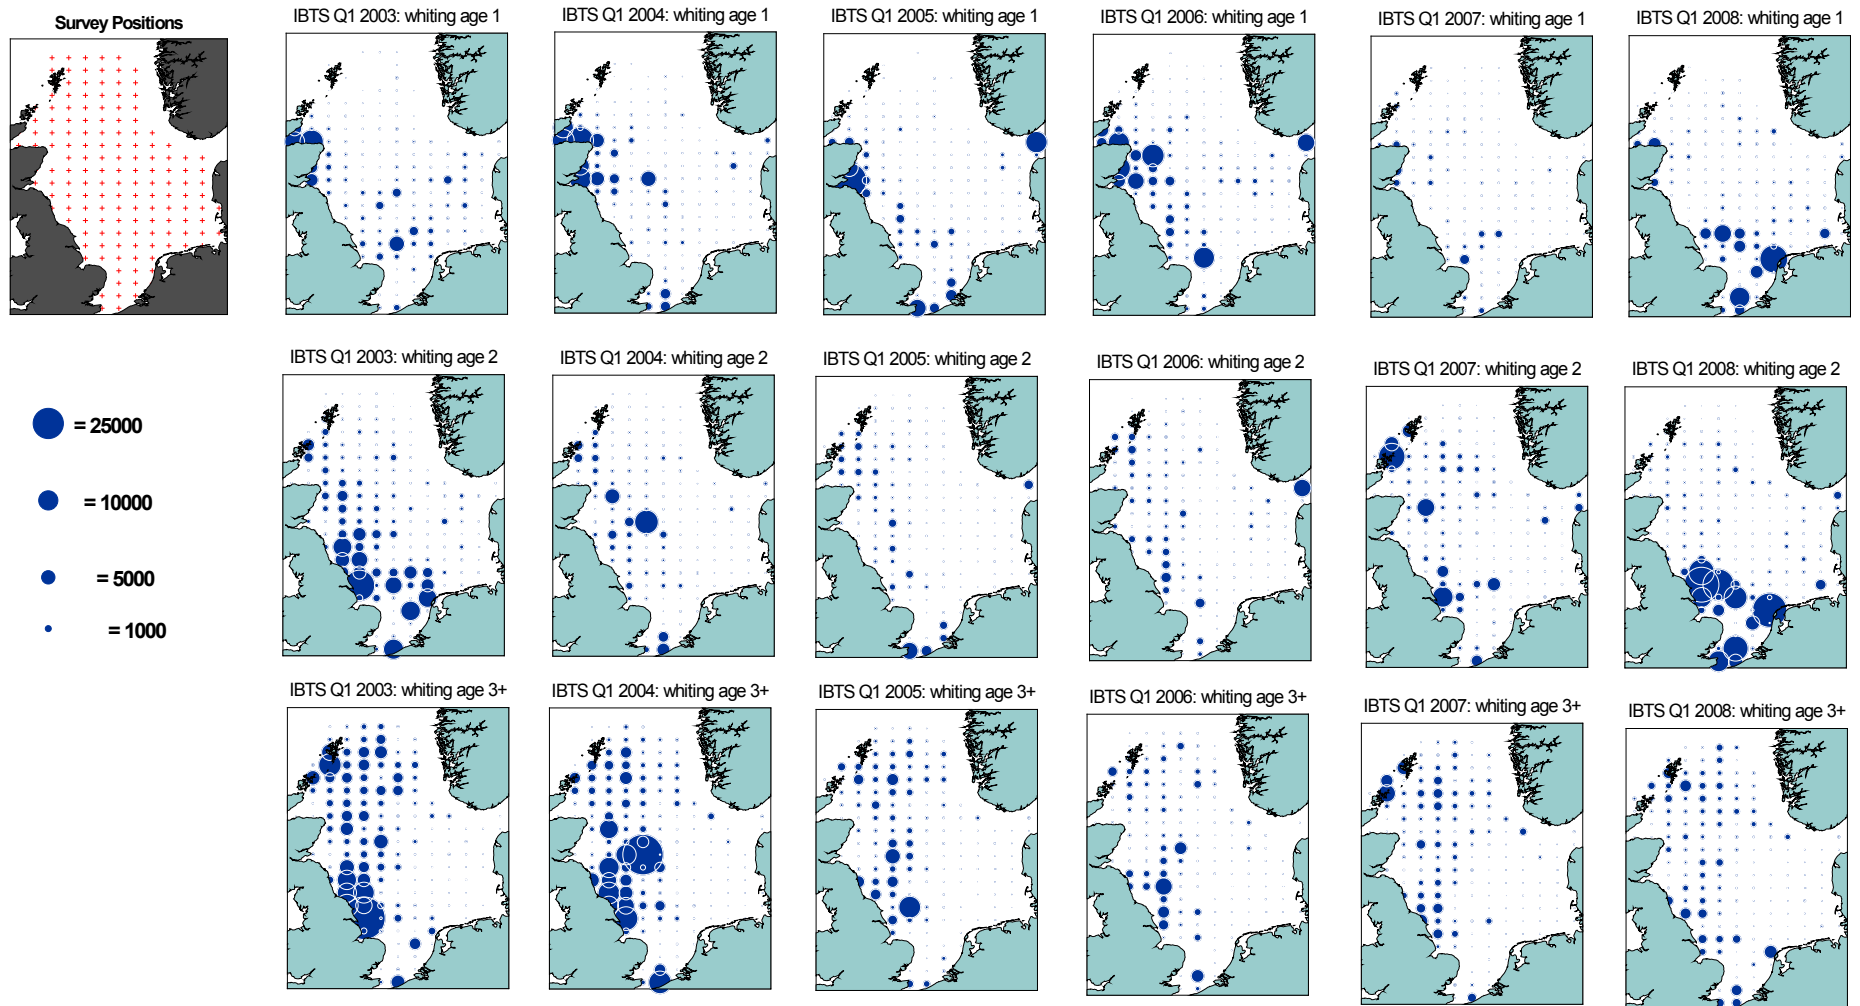 Survey Positions
IBTS Q1 2003: whiting age 1
IBTS Q1 2004: whiting age 1
IBTS Q1 2005: whiting age 1
IBTS Q1 2006: whiting age 1
IBTS Q1 2007: whiting age 1
IBTS Q1 2008: whiting age 1
IBTS Q1 2003: whiting age 2
IBTS Q1 2004: whiting age 2
IBTS Q1 2005: whiting age 2
IBTS Q1 2006: whiting age 2
IBTS Q1 2007: whiting age 2
IBTS Q1 2008: whiting age 2
= 25000
= 10000
= 5000
= 1000
IBTS Q1 2003: whiting age 3+
IBTS Q1 2004: whiting age 3+
IBTS Q1 2005: whiting age 3+
IBTS Q1 2006: whiting age 3+
IBTS Q1 2007: whiting age 3+
IBTS Q1 2008: whiting age 3+